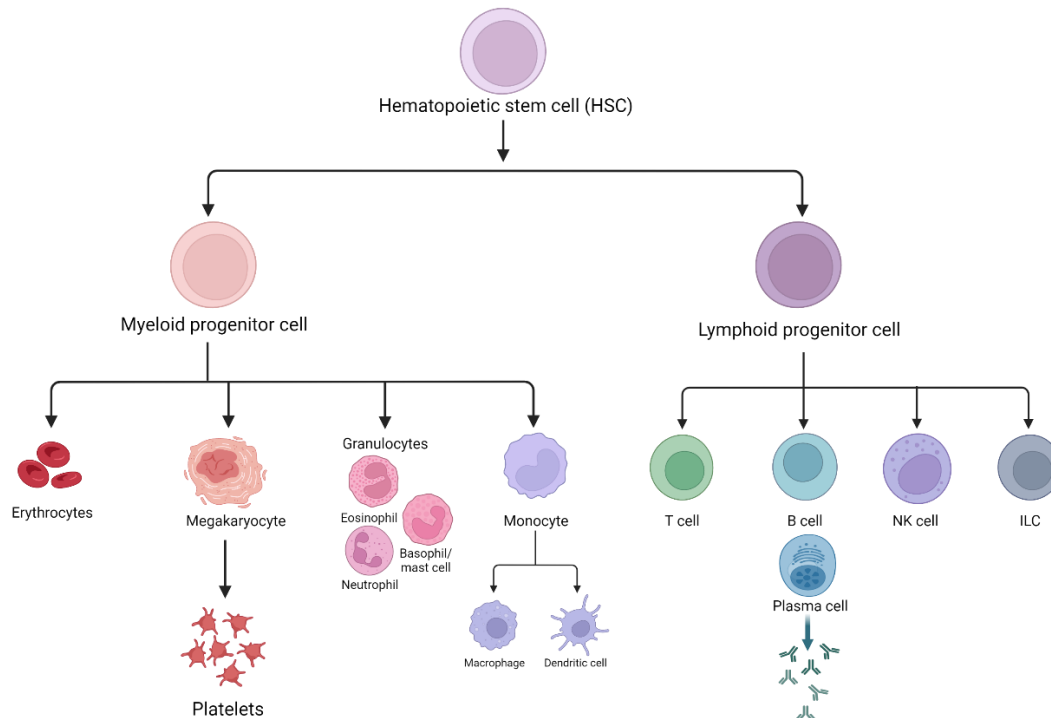 Hematopoietic stem cell (HSC)
Myeloid progenitor cell
Lymphoid progenitor cell
Erythrocytes
Megakaryocyte
Platelets
Granulocytes
Eosinophil
Basophil/
mast cell
Neutrophil
Monocyte
Macrophage
Dendritic cell
T cell
B cell
NK cell
ILC
Plasma cell